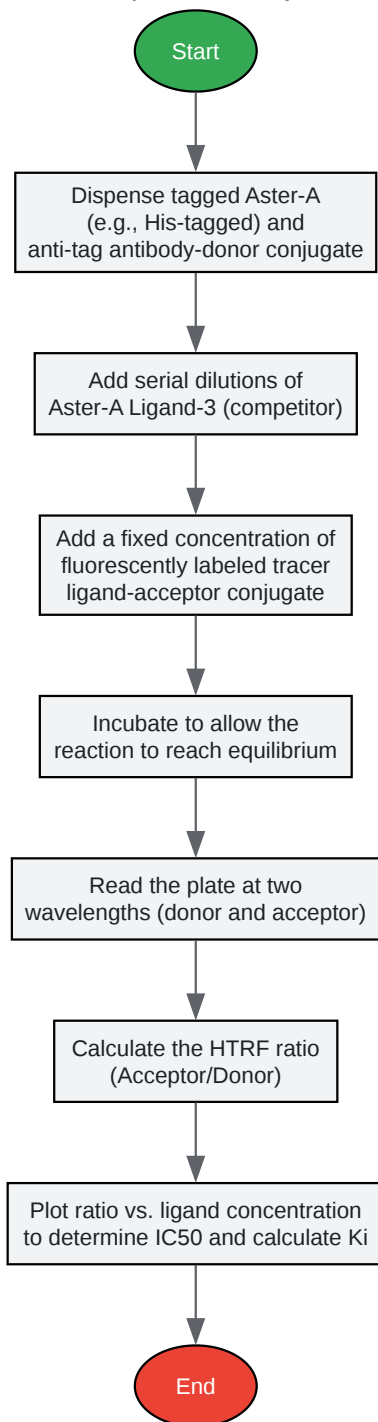 Start
Dispense tagged Aster-A
(e.g., His-tagged) and
anti-tag antibody-donor conjugate
Add serial dilutions of
Aster-A Ligand-3 (competitor)
Add a fixed concentration of
fluorescently labeled tracer
ligand-acceptor conjugate
Incubate to allow the
reaction to reach equilibrium
Read the plate at two
wavelengths (donor and acceptor)
Calculate the HTRF ratio
(Acceptor/Donor)
Plot ratio vs. ligand concentration
to determine IC50 and calculate Ki
End